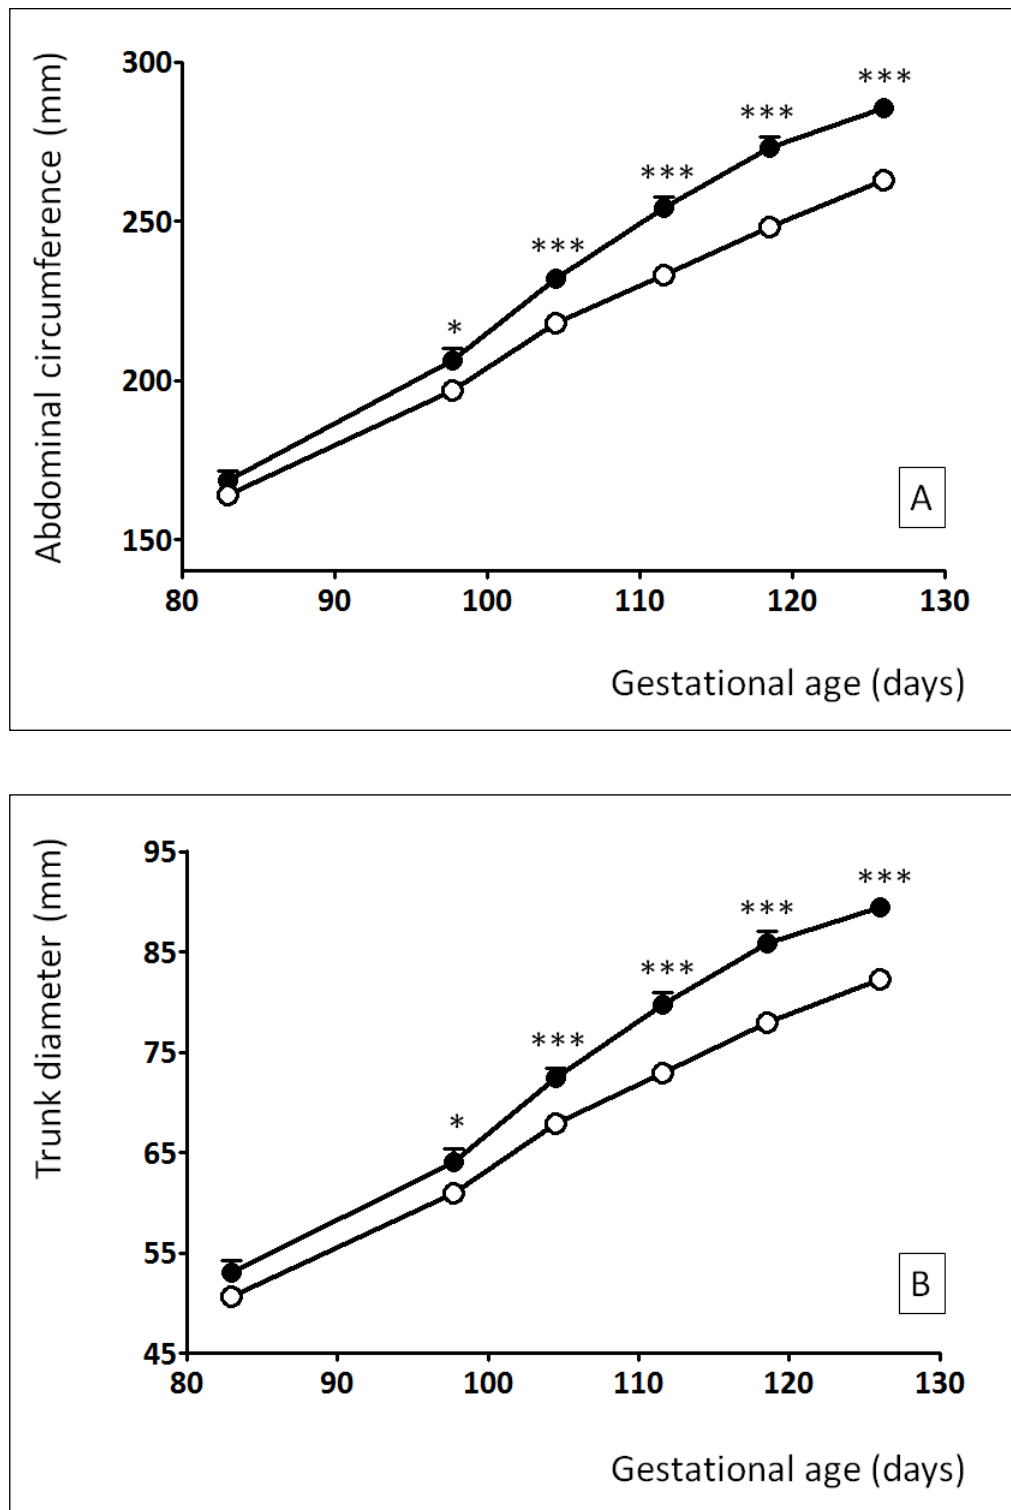 Abdominal circumference (mm)
300
250
200
150
***
***
***
***
*
A
80 90 100 110 120 130
Gestational age (days)
Trunk diameter (mm)
95
85
75
65
55
45
***
***
***
***
*
B
80 90 100 110 120 130
Gestational age (days)